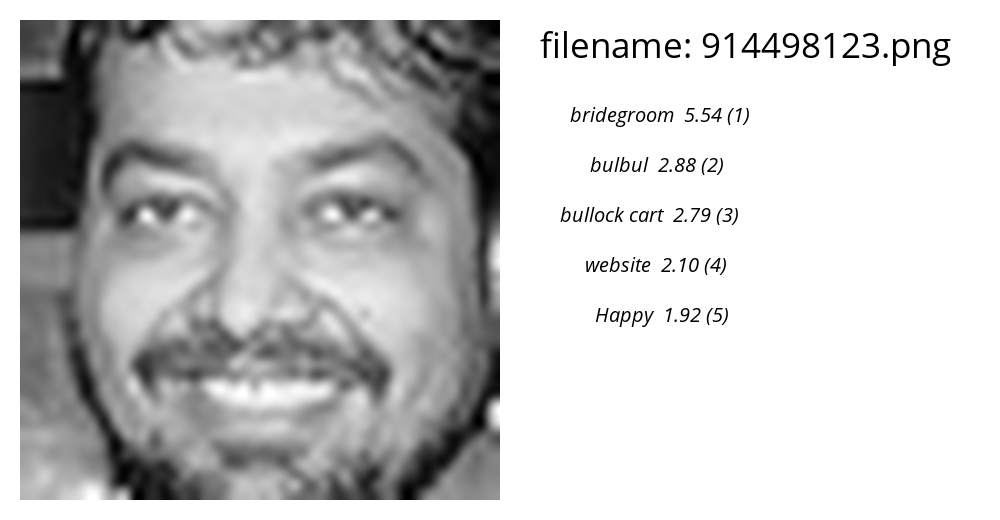 filename: 914498123.png
bridegroom 5.54 (1)
bulbul 2.88 (2)
bullock cart 2.79 (3)
website 2.10 (4)
Happy 1.92 (5)